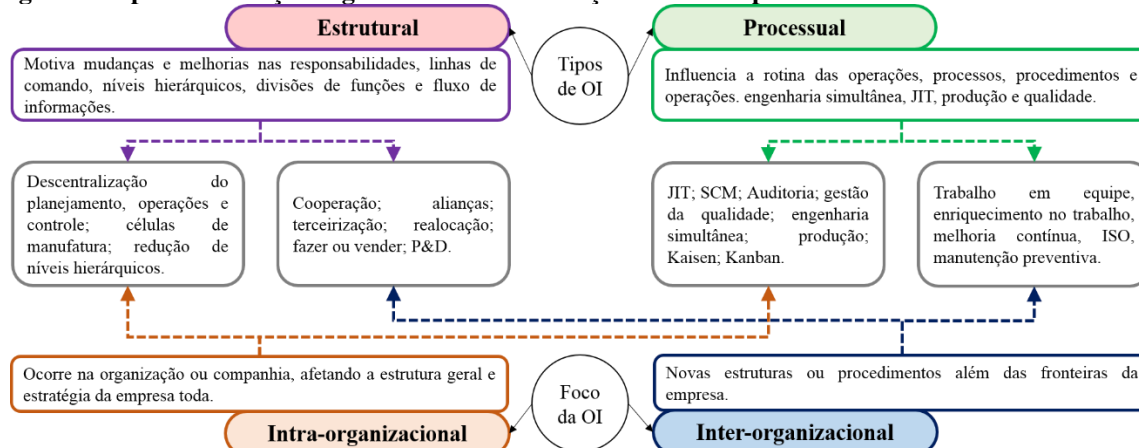 Estrutural
Processual
Motiva mudanças e melhorias nas responsabilidades, linhas de
comando, níveis hierárquicos, divisões de funções e fluxo de
informações.
Tipos
de OI
Influencia a rotina das operações, processos, procedimentos e
operações. engenharia simultânea, JIT, produção e qualidade.
Descentralização do
planejamento, operações e
controle; células de
manufatura; redução de
níveis hierárquicos.
Cooperação; alianças;
terceirização; realocação;
fazer ou vender; P&D.
JIT; SCM; Auditoria; gestão
da qualidade; engenharia
simultânea; produção;
Kaisen; Kanban.
Trabalho em equipe,
enriquecimento no trabalho,
melhoria contínua, ISO,
manutenção preventiva.
Ocorre na organização ou companhia, afetando a estrutura geral e
estratégia da empresa toda.
Foco
da OI
Novas estruturas ou procedimentos além das fronteiras da
empresa.
Intra-organizacional
Inter-organizacional